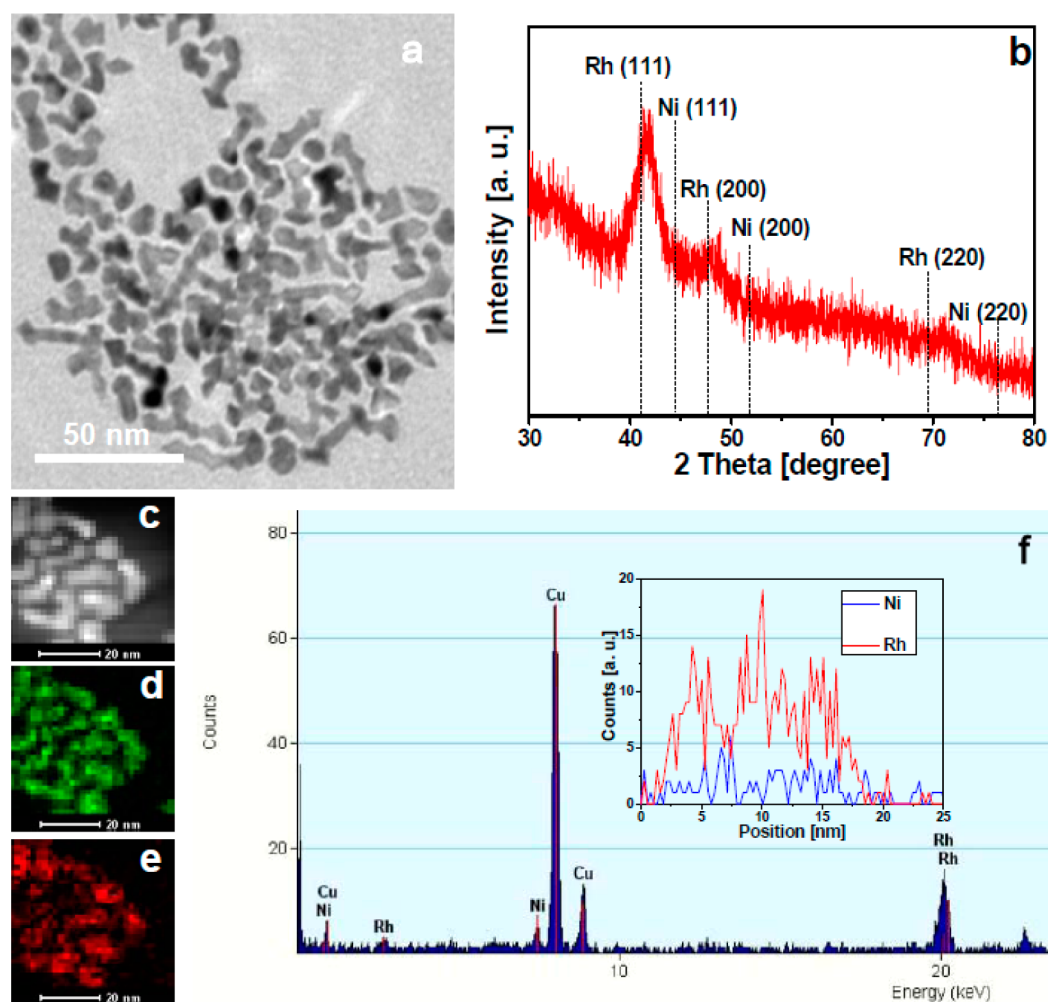 a
50 nm
b
Rh (111)
Ni (111)
Rh (200)
Ni (200)
Rh (220)
Ni (220)
Intensity [a. u.]
30 40 50 60 70 80
2 Theta [degree]
c
20 nm
d
20 nm
e
20 nm
f
80
60
40
20
Counts
Cu
Ni
Rh
Ni
Cu
Cu
Rh
Rh
10 20
Energy (keV)
20
15
10
5
0
Counts [a. u.]
Ni
Rh
0 5 10 15 20 25
Position [nm]